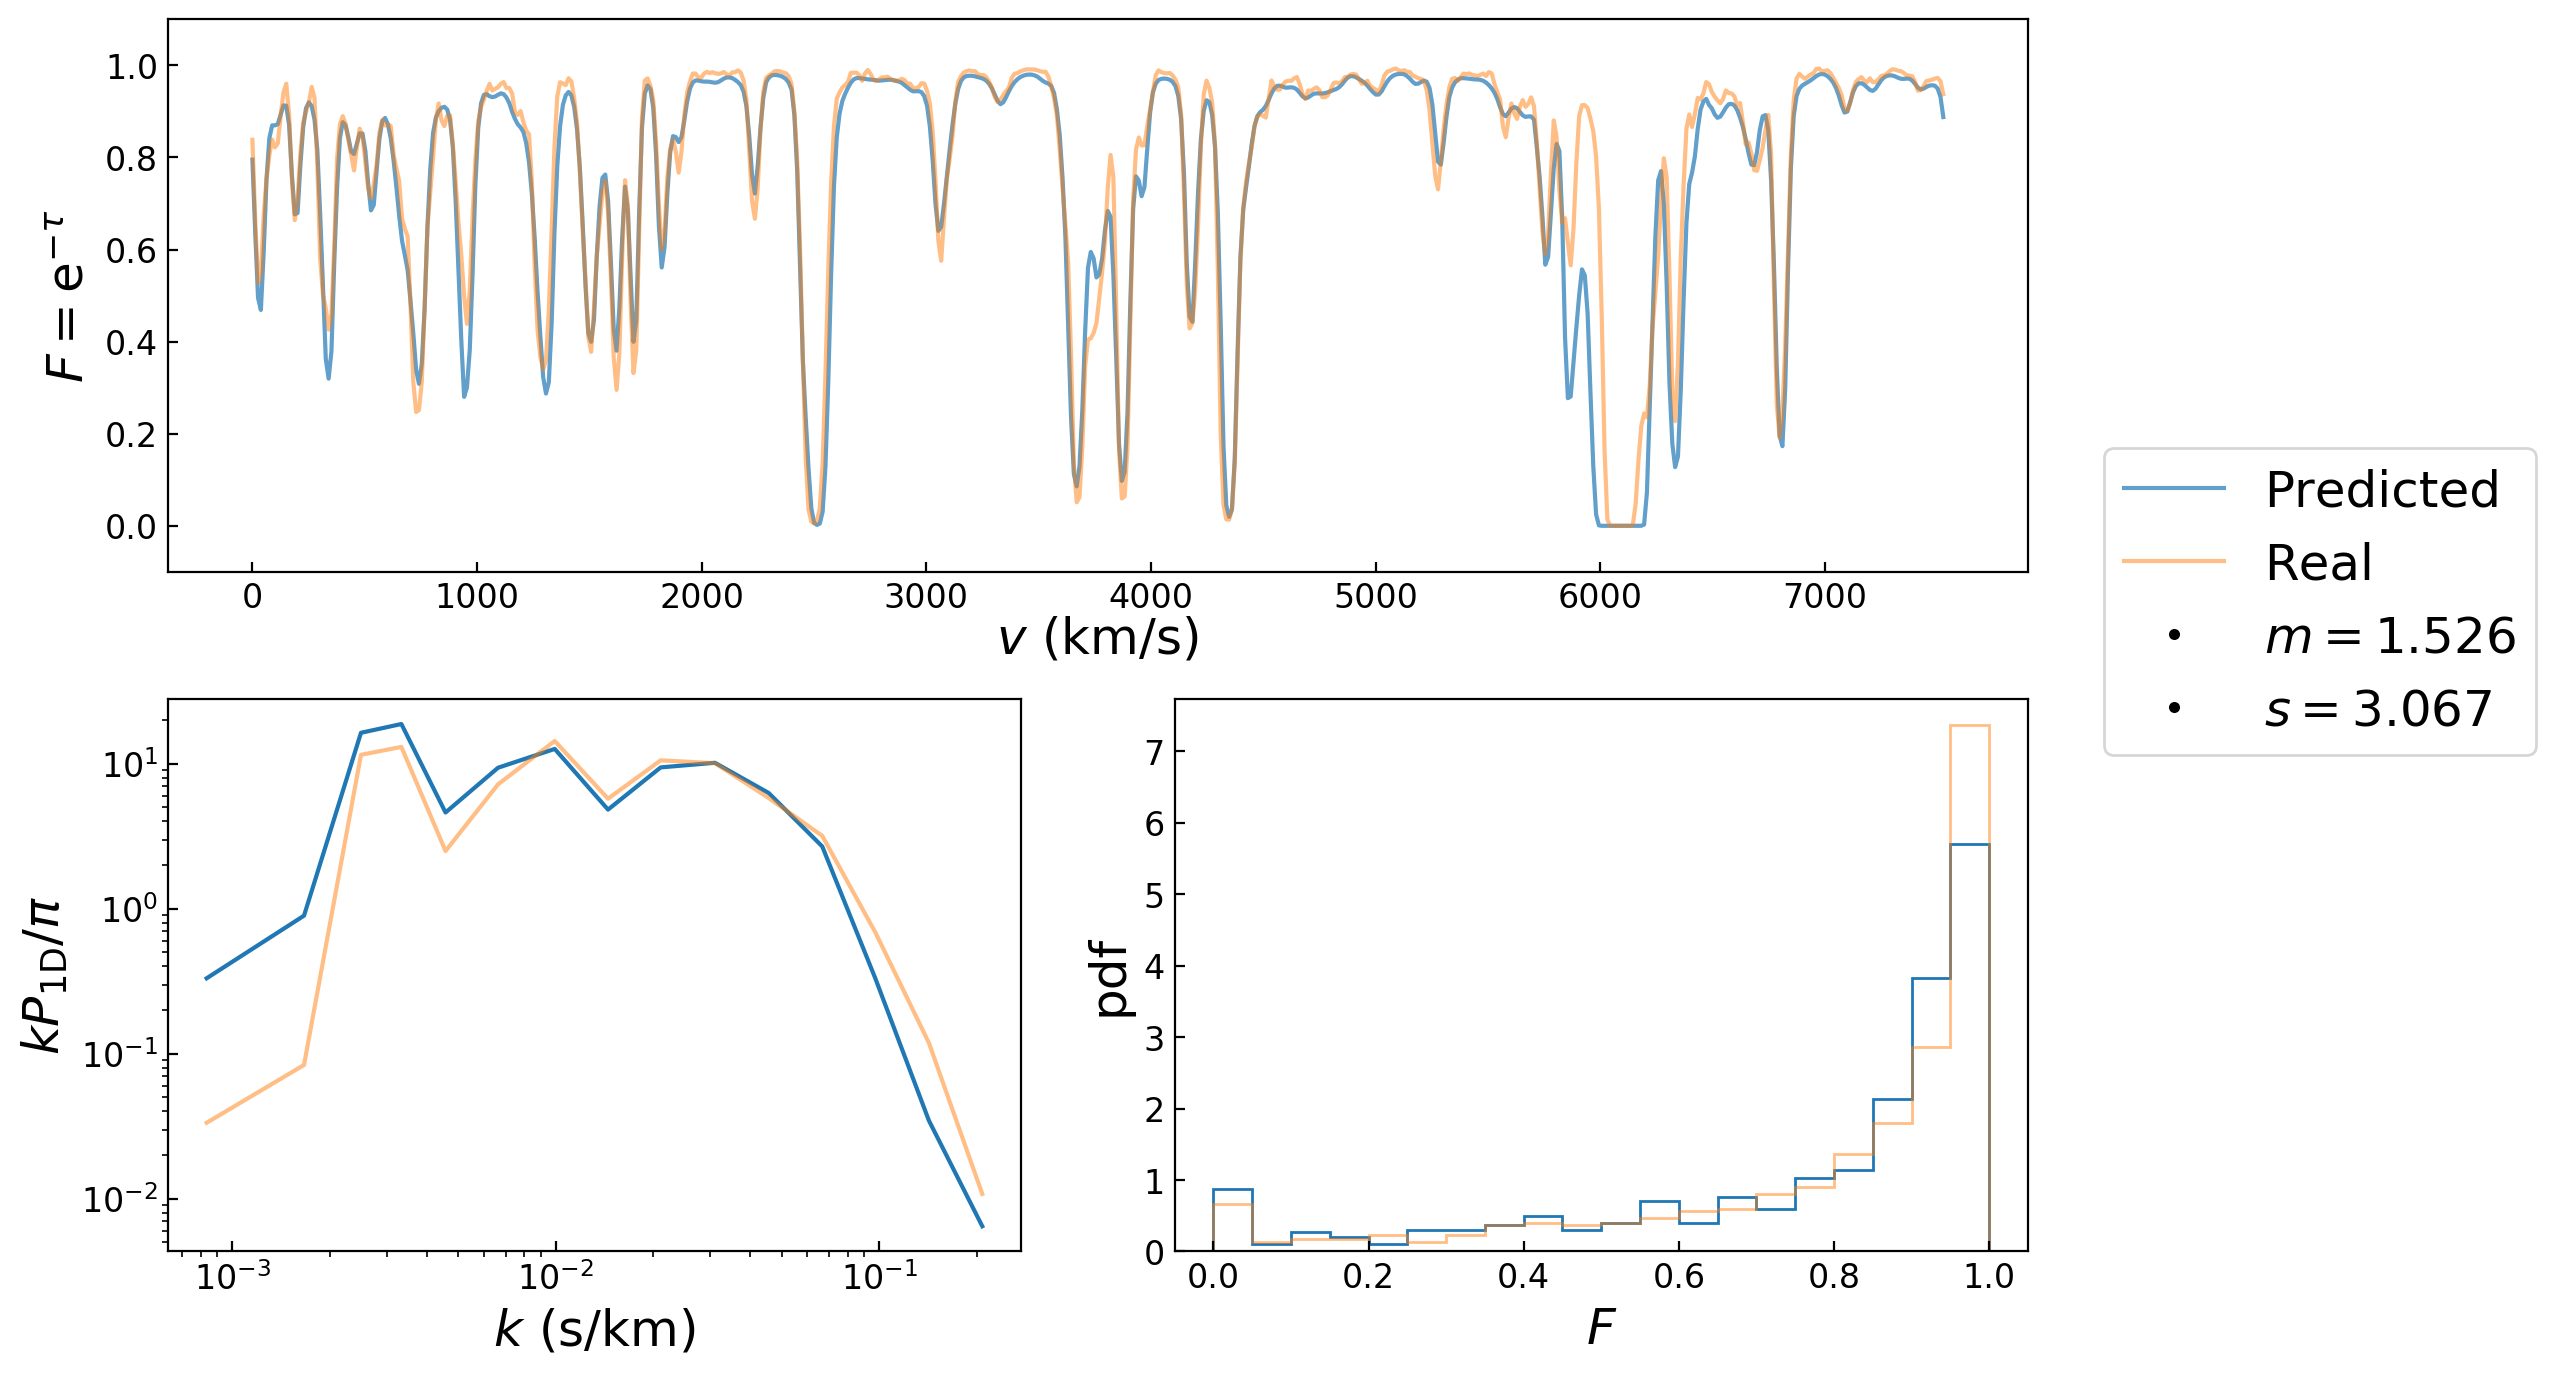 1.0
0.8
0.6
0.4
0.2
0.0
F = e^{−τ}
0 1000 2000 3000 4000 5000 6000 7000
v (km/s)
Predicted
Real
m = 1.526
s = 3.067
10^1
10^0
10^{−1}
10^{−2}
kP_{1D}/π
10^{−3} 10^{−2} 10^{−1}
k (s/km)
7
6
5
4
3
2
1
0
pdf
0.0 0.2 0.4 0.6 0.8 1.0
F